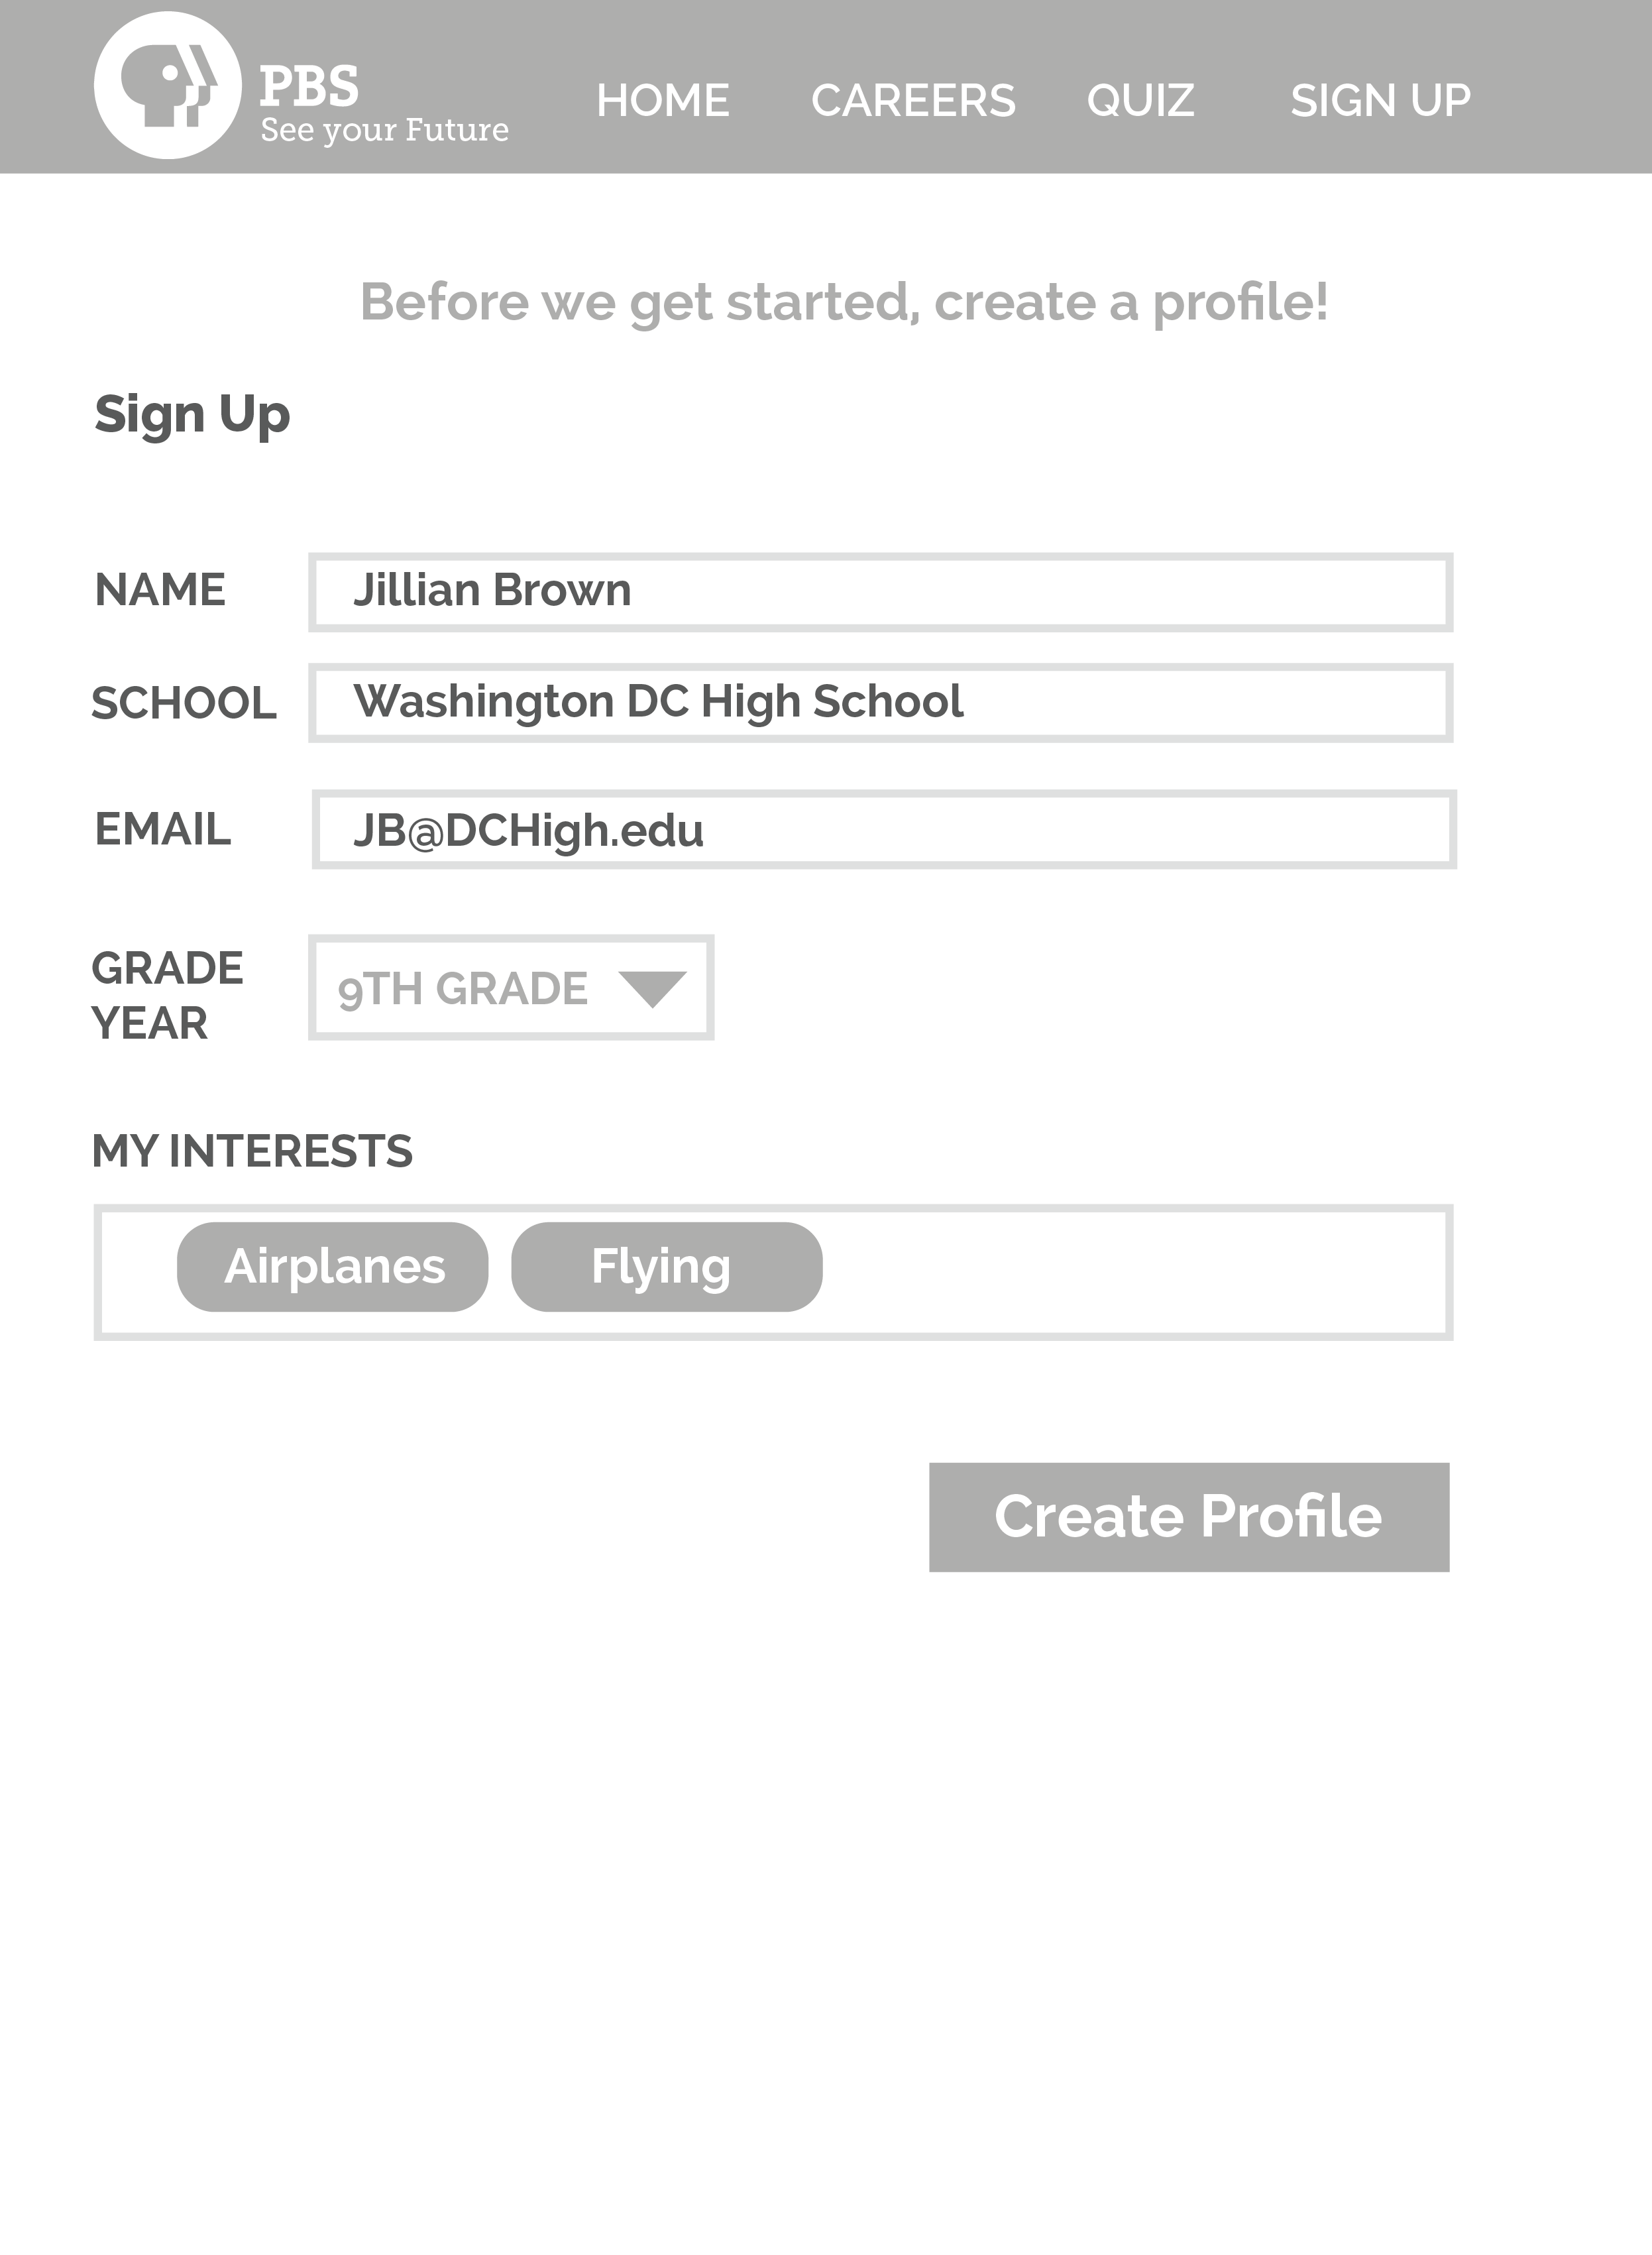 PBS
See your Future
HOME CAREERS QUIZ SIGN UP
Before we get started, create a profile!
Sign Up
NAME Jillian Brown
SCHOOL Washington DC High School
EMAIL JB@DCHigh.edu
GRADE
YEAR
9TH GRADE
MY INTERESTS
Airplanes Flying
Create Profile